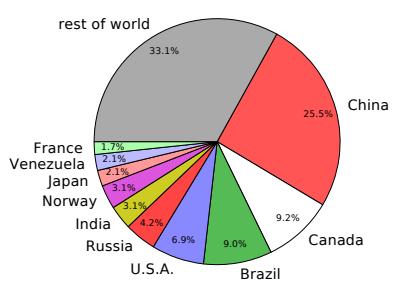 rest of world
33.1%
China
25.5%
Canada
9.2%
Brazil
9.0%
U.S.A.
6.9%
Russia
4.2%
India
3.1%
Norway
3.1%
Japan
2.1%
Venezuela
2.1%
France
1.7%